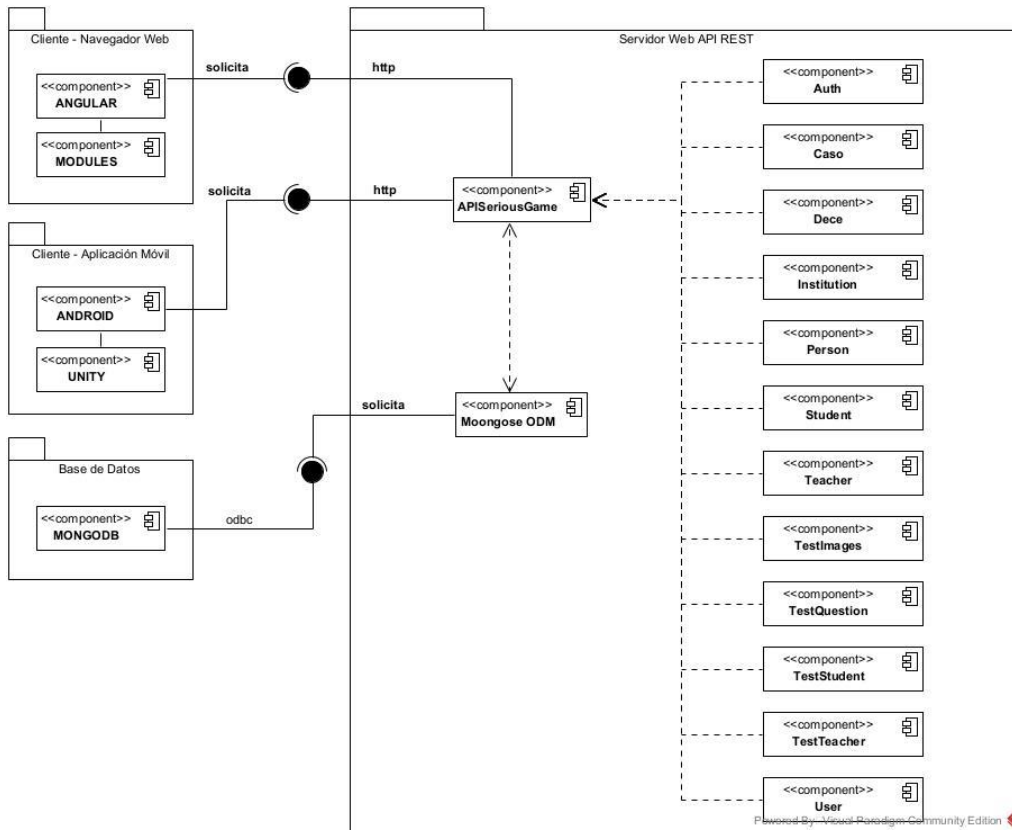 Cliente - Navegador Web
<<component>>
ANGULAR
<<component>>
MODULES
solicita
http
Cliente - Aplicación Móvil
<<component>>
ANDROID
<<component>>
UNITY
solicita
http
Base de Datos
<<component>>
MONGODB
odbc
solicita
Servidor Web API REST
<<component>>
APISeriousGame
<<component>>
Moongose ODM
<<component>>
Auth
<<component>>
Caso
<<component>>
Dece
<<component>>
Institution
<<component>>
Person
<<component>>
Student
<<component>>
Teacher
<<component>>
TestImages
<<component>>
TestQuestion
<<component>>
TestStudent
<<component>>
TestTeacher
<<component>>
User
Powered By Visual Paradigm Community Edition